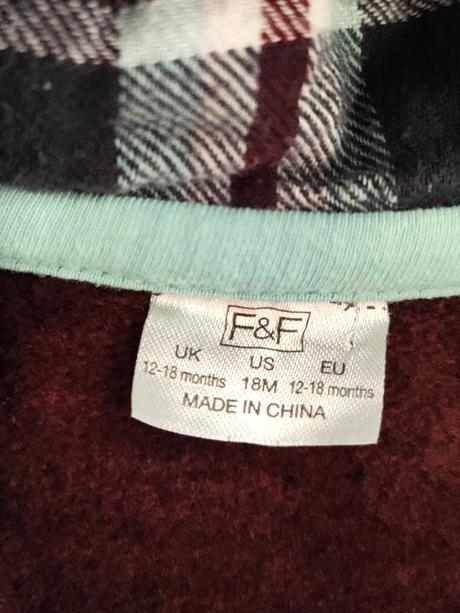 F&F
UK US EU
12-18 months 18M 12-18 months
MADE IN CHINA